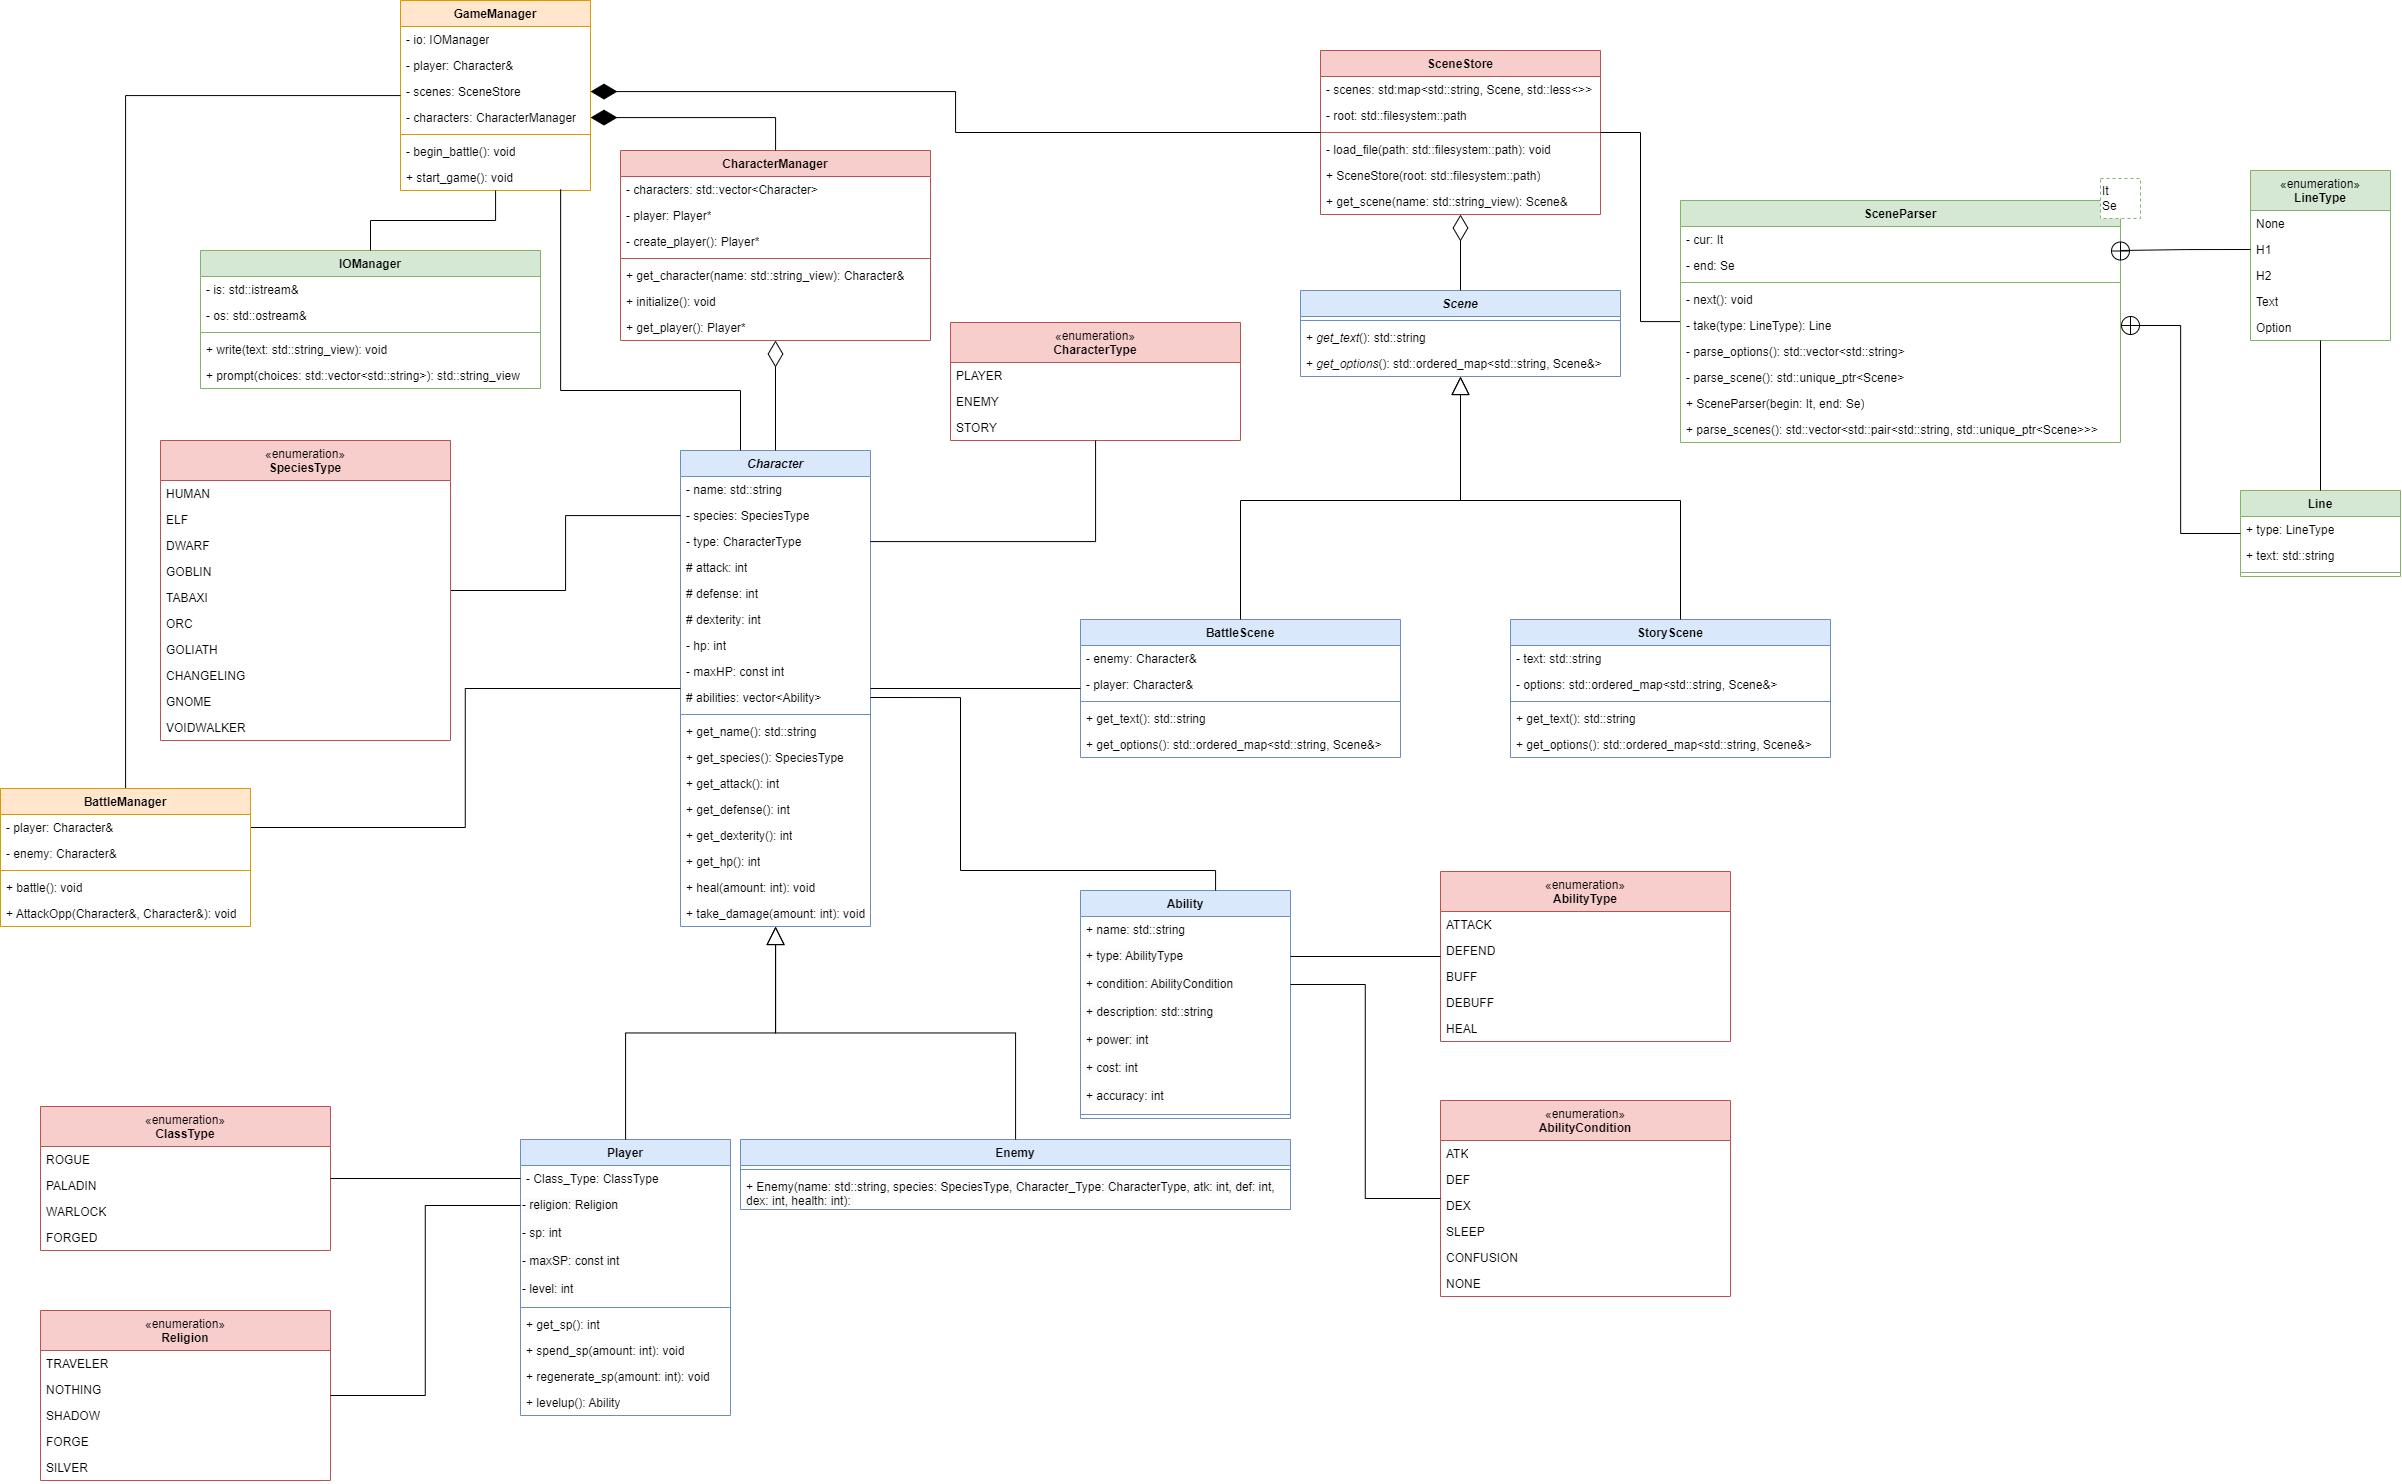 GameManager
- io: IOManager
- player: Character&
- scenes: SceneStore
- characters: CharacterManager
- begin_battle(): void
+ start_game(): void
SceneStore
- scenes: std:map<std::string, Scene, std::less<>>
- root: std::filesystem::path
- load_file(path: std::filesystem::path): void
+ SceneStore(root: std::filesystem::path)
+ get_scene(name: std::string_view): Scene&
CharacterManager
- characters: std::vector<Character>
- player: Player*
- create_player(): Player*
+ get_character(name: std::string_view): Character&
+ initialize(): void
+ get_player(): Player*
It
Se
SceneParser
- cur: It
- end: Se
- next(): void
- take(type: LineType): Line
- parse_options(): std::vector<std::string>
- parse_scene(): std::unique_ptr<Scene>
+ SceneParser(begin: It, end: Se)
+ parse_scenes(): std::vector<std::pair<std::string, std::unique_ptr<Scene>>>
«enumeration»
LineType
None
H1
H2
Text
Option
IOManager
- is: std::istream&
- os: std::ostream&
+ write(text: std::string_view): void
+ prompt(choices: std::vector<std::string>): std::string_view
«enumeration»
CharacterType
PLAYER
ENEMY
STORY
Scene
+ get_text(): std::string
+ get_options(): std::ordered_map<std::string, Scene&>
«enumeration»
SpeciesType
HUMAN
ELF
DWARF
GOBLIN
TABAXI
ORC
GOLIATH
CHANGELING
GNOME
VOIDWALKER
Character
- name: std::string
- species: SpeciesType
- type: CharacterType
# attack: int
# defense: int
# dexterity: int
- hp: int
- maxHP: const int
# abilities: vector<Ability>
+ get_name(): std::string
+ get_species(): SpeciesType
+ get_attack(): int
+ get_defense(): int
+ get_dexterity(): int
+ get_hp(): int
+ heal(amount: int): void
+ take_damage(amount: int): void
Line
+ type: LineType
+ text: std::string
BattleScene
- enemy: Character&
- player: Character&
+ get_text(): std::string
+ get_options(): std::ordered_map<std::string, Scene&>
StoryScene
- text: std::string
- options: std::ordered_map<std::string, Scene&>
+ get_text(): std::string
+ get_options(): std::ordered_map<std::string, Scene&>
BattleManager
- player: Character&
- enemy: Character&
+ battle(): void
+ AttackOpp(Character&, Character&): void
Ability
+ name: std::string
+ type: AbilityType
+ condition: AbilityCondition
+ description: std::string
+ power: int
+ cost: int
+ accuracy: int
«enumeration»
AbilityType
ATTACK
DEFEND
BUFF
DEBUFF
HEAL
«enumeration»
AbilityCondition
ATK
DEF
DEX
SLEEP
CONFUSION
NONE
«enumeration»
ClassType
ROGUE
PALADIN
WARLOCK
FORGED
Player
- Class_Type: ClassType
- religion: Religion
- sp: int
- maxSP: const int
- level: int
+ get_sp(): int
+ spend_sp(amount: int): void
+ regenerate_sp(amount: int): void
+ levelup(): Ability
Enemy
+ Enemy(name: std::string, species: SpeciesType, Character_Type: CharacterType, atk: int, def: int,
dex: int, health: int):
«enumeration»
Religion
TRAVELER
NOTHING
SHADOW
FORGE
SILVER